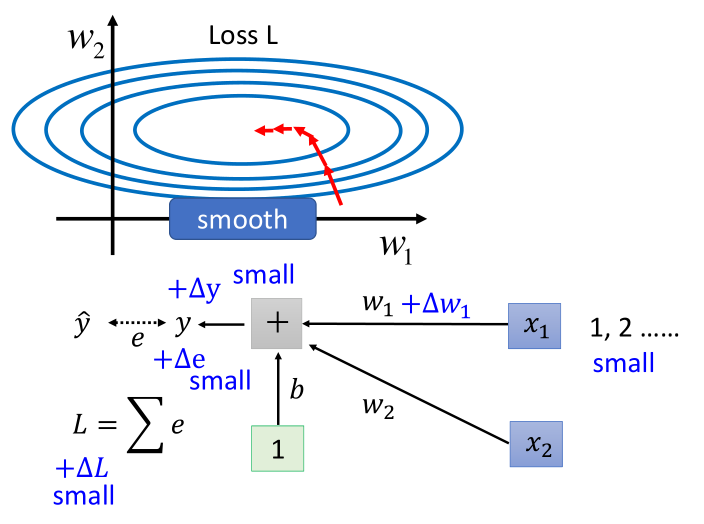 w₂
Loss L
smooth
w₁
small
+Δy
w₁ +Δw₁
ŷ
e
y
+
x₁
1, 2 ……
small
+Δe
small
b
w₂
L = ∑ e
1
x₂
+ΔL
small